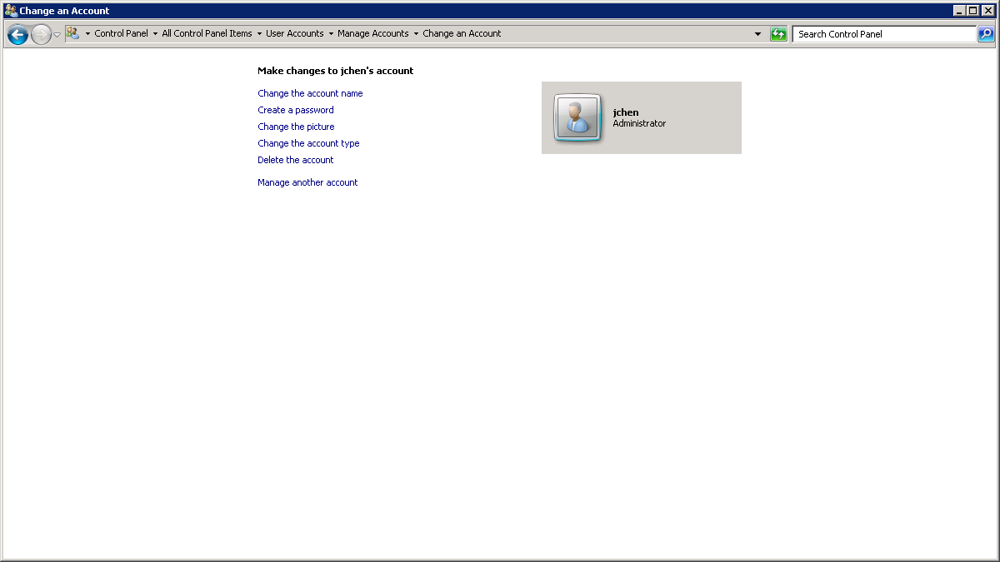 Change an Account
Control Panel All Control Panel Items User Accounts Manage Accounts Change an Account
Search Control Panel
Make changes to jchen's account
Change the account name
Create a password
Change the picture
Change the account type
Delete the account
Manage another account
jchen
Administrator